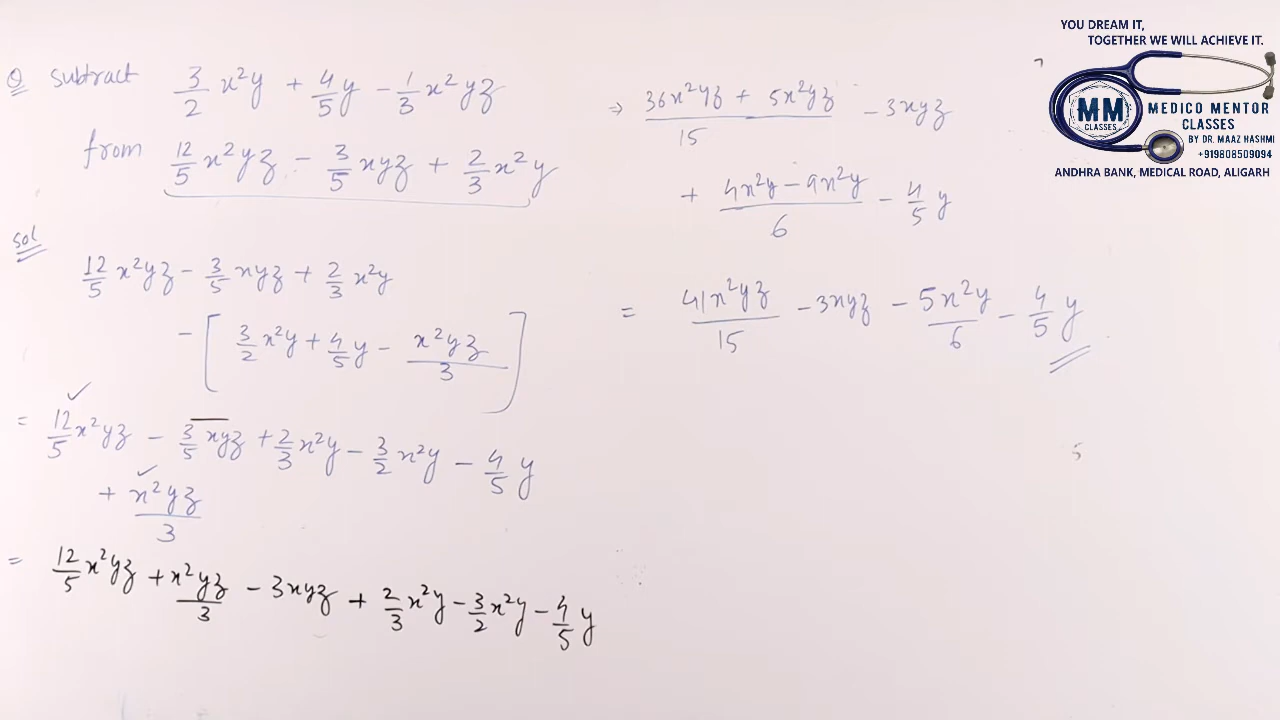 Q subtract 3/2 x²y + 4/5 y - 1/3 x²yz
from 12/5 x²yz - 3/5 xyz + 2/3 x²y
Sol
12/5 x²yz - 3/5 xyz + 2/3 x²y
- [ 3/2 x²y + 4/5 y - x²yz/3 ]
= 12/5 x²yz - 3/5 xyz + 2/3 x²y - 3/2 x²y - 4/5 y
+ x²yz/3
= 12/5 x²yz + x²yz/3 - 3xyz + 2/3 x²y - 3/2 x²y - 4/5 y
→ (36x²yz + 5x²yz)/15 - 3xyz
+ (4x²y - 9x²y)/6 - 4/5 y
= 41x²yz/15 - 3xyz - 5x²y/6 - 4/5 y
5
YOU DREAM IT,
TOGETHER WE WILL ACHIEVE IT.
MM
CLASSES
MEDICO MENTOR
CLASSES
BY DR. MAAZ HASHMI
+919808509094
ANDHRA BANK, MEDICAL ROAD, ALIGARH